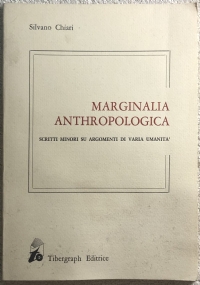 Silvano Chiari
MARGINALIA
ANTHROPOLOGICA
SCRITTI MINORI SU ARGOMENTI DI VARIA UMANITA'
Tibergraph Editrice